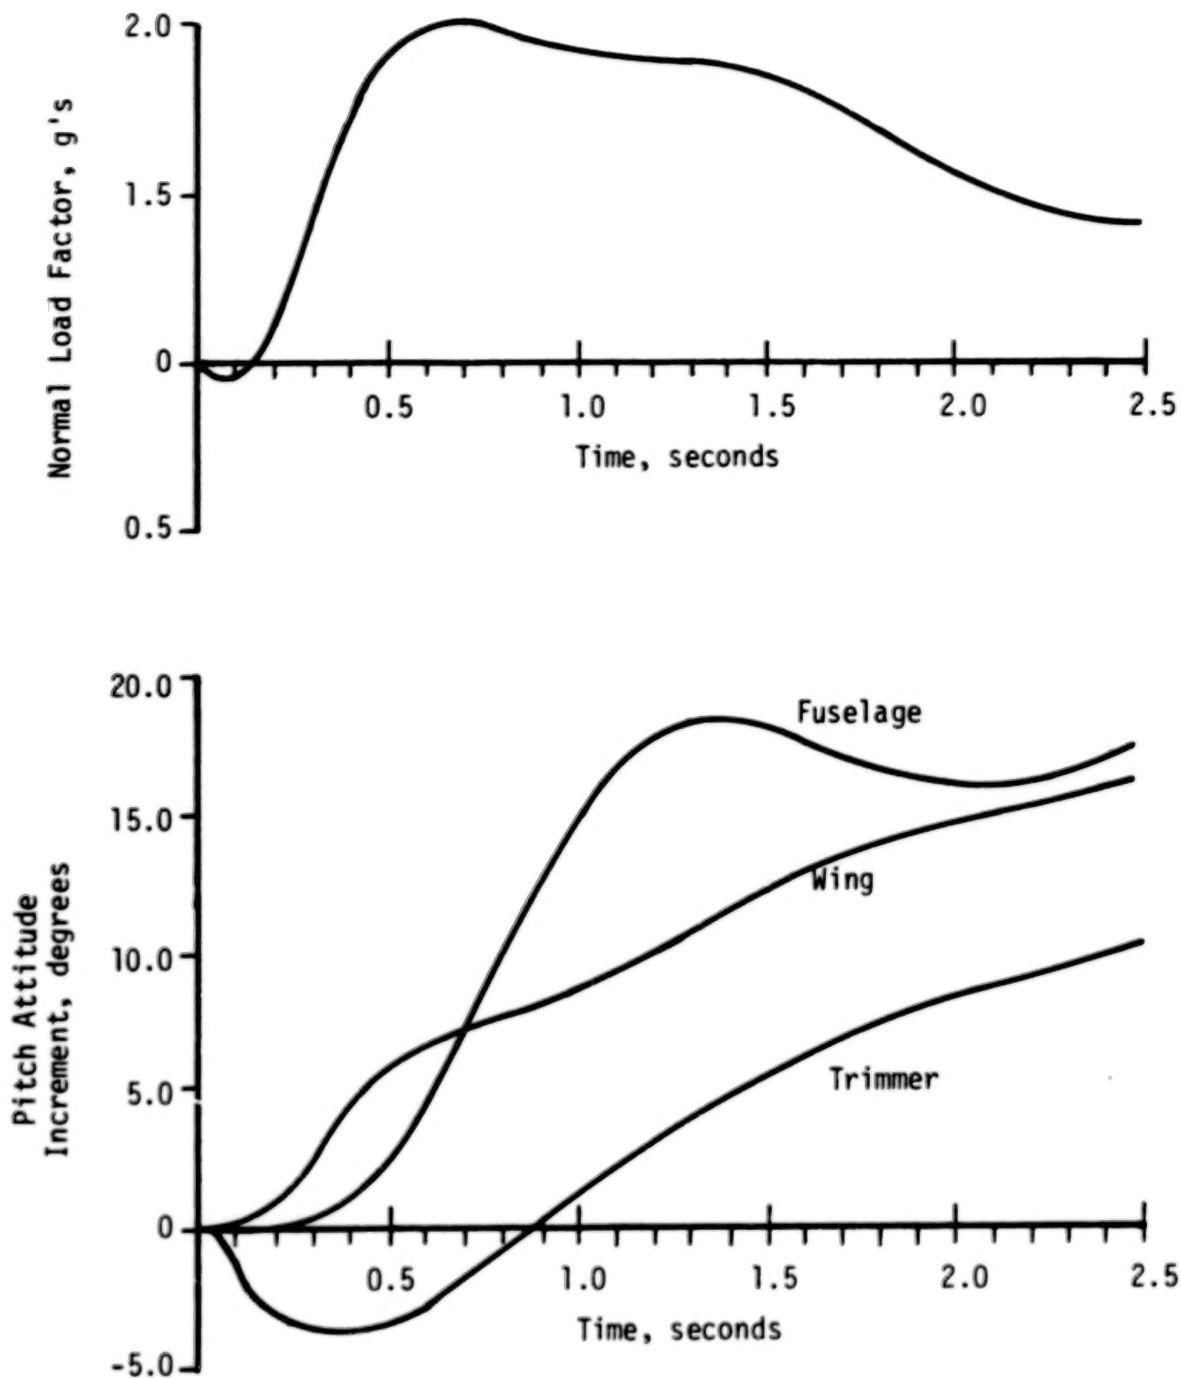 2.0
1.5
0
0.5
Normal Load Factor, g's
0.5 1.0 1.5 2.0 2.5
Time, seconds
20.0
15.0
10.0
5.0
0
-5.0
Pitch Attitude
Increment, degrees
Fuselage
Wing
Trimmer
0.5 1.0 1.5 2.0 2.5
Time, seconds